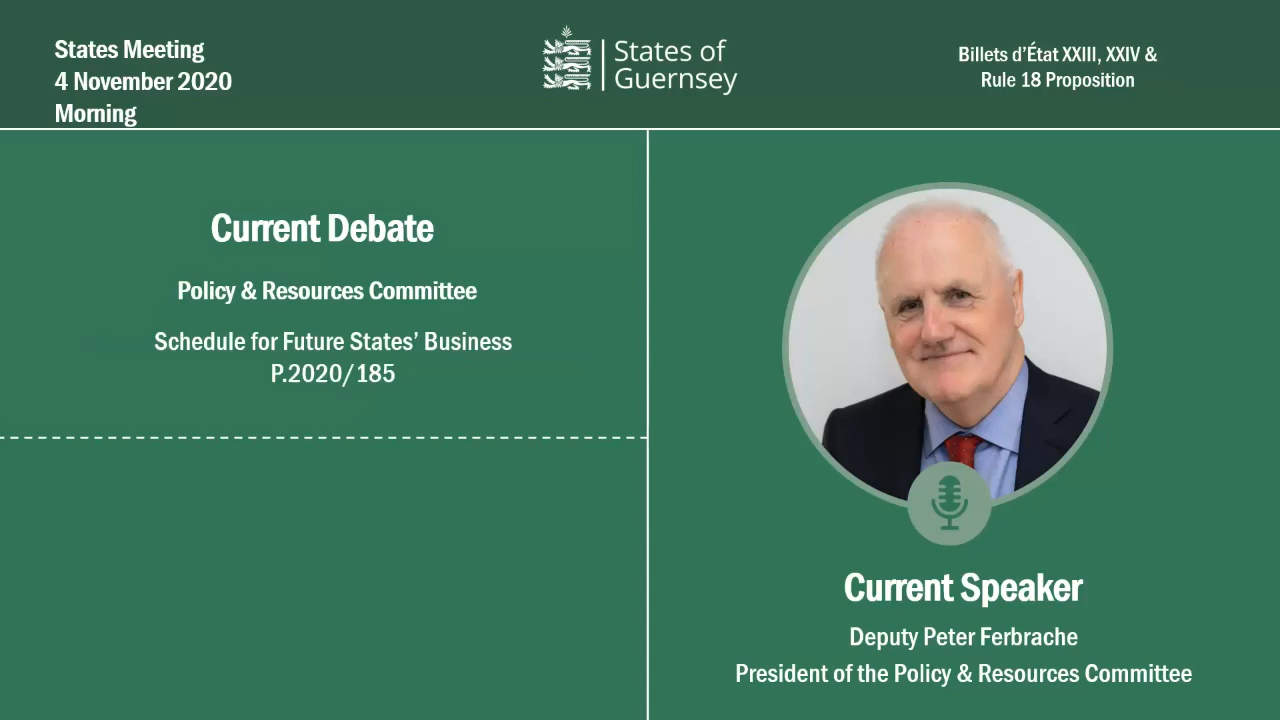 States Meeting
4 November 2020
Morning
States of
Guernsey
Billets d'État XXIII, XXIV &
Rule 18 Proposition
Current Debate
Policy & Resources Committee
Schedule for Future States’ Business
P.2020/185
Current Speaker
Deputy Peter Ferbrache
President of the Policy & Resources Committee